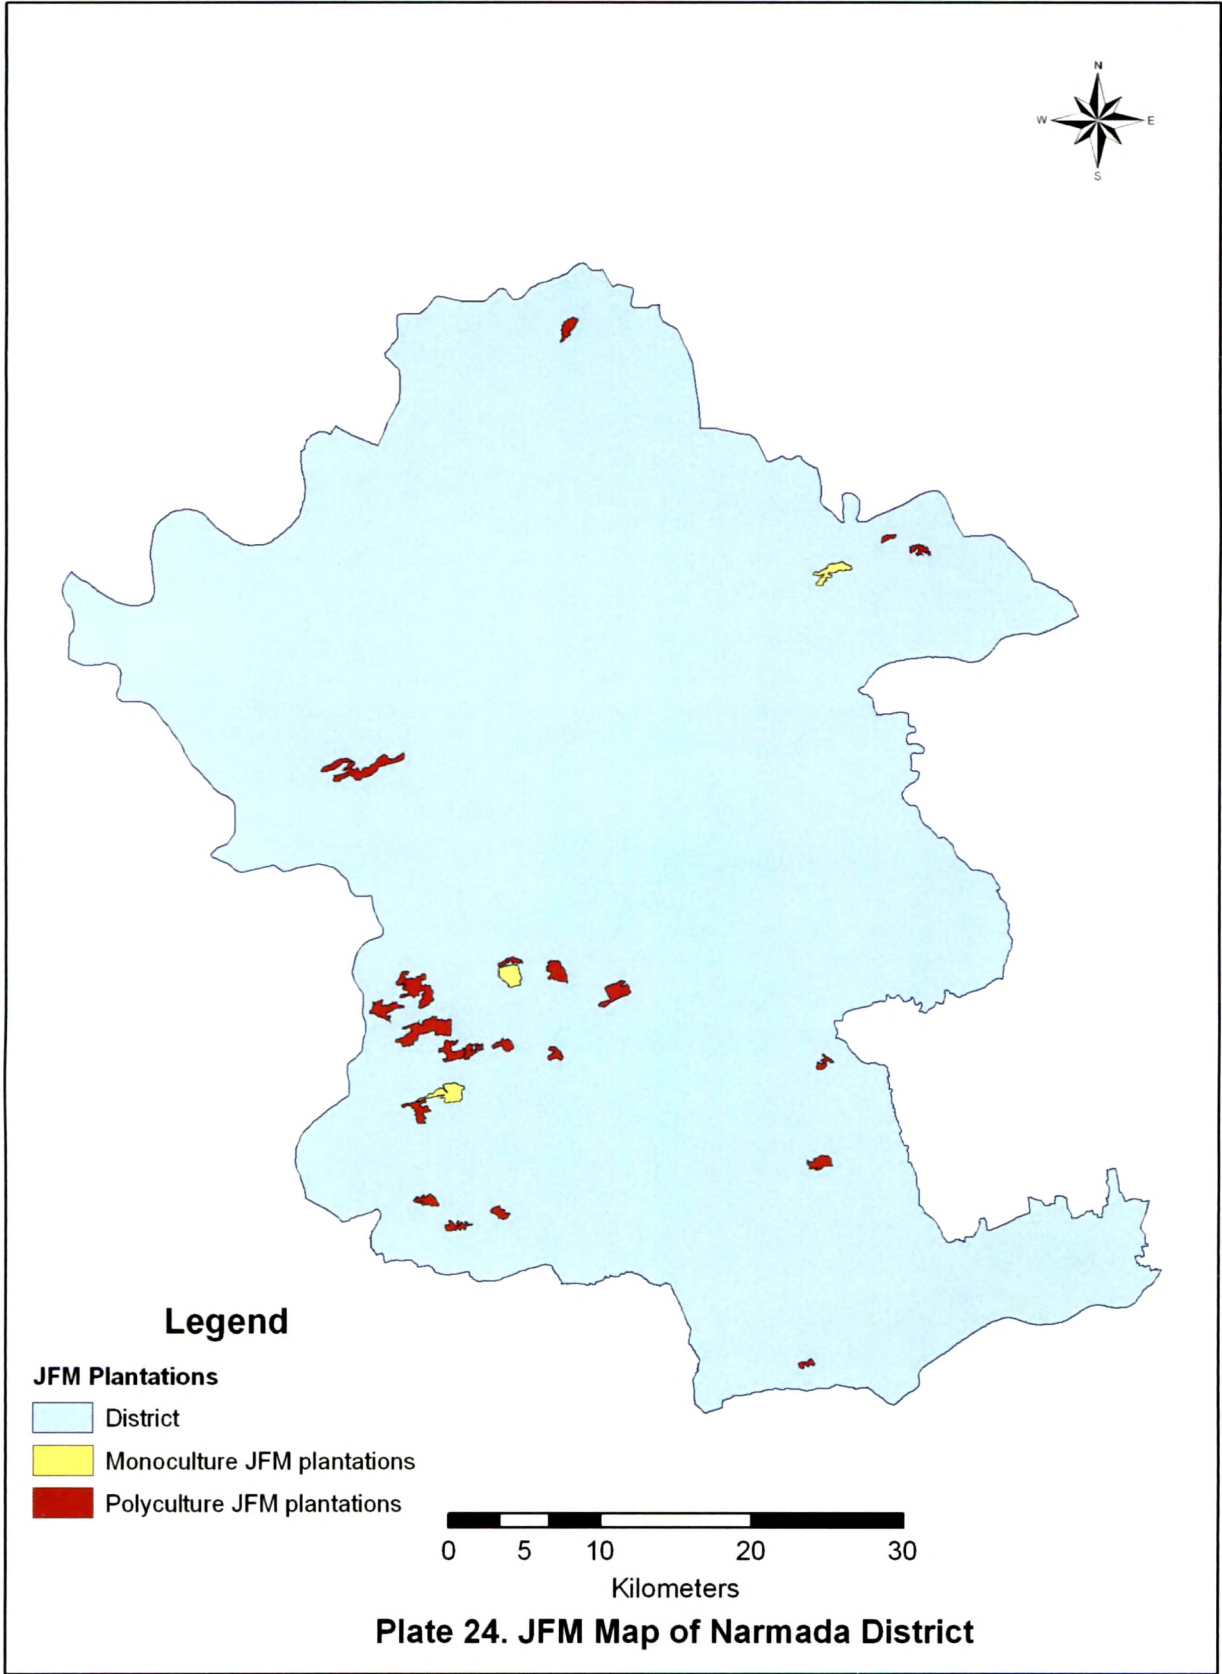 N
W E
S
Legend
JFM Plantations
District
Monoculture JFM plantations
Polyculture JFM plantations
0 5 10 20 30
Kilometers
Plate 24. JFM Map of Narmada District